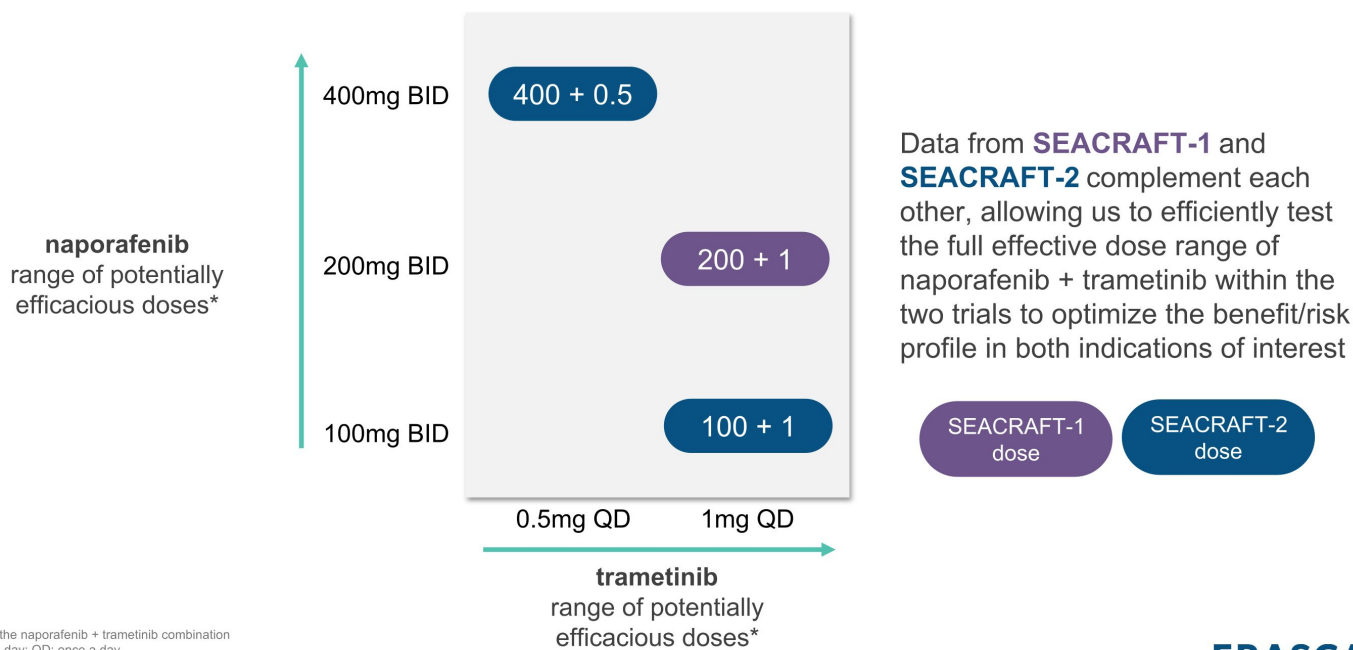 400mg BID
400 + 0.5
naporafenib
range of potentially
efficacious doses*
200mg BID
200 + 1
100mg BID
100 + 1
0.5mg QD
1mg QD
trametinib
range of potentially
efficacious doses*
Data from SEACRAFT-1 and
SEACRAFT-2 complement each
other, allowing us to efficiently test
the full effective dose range of
naporafenib + trametinib within the
two trials to optimize the benefit/risk
profile in both indications of interest
SEACRAFT-1
dose
SEACRAFT-2
dose
the naporafenib + trametinib combination
day; QD: once a day